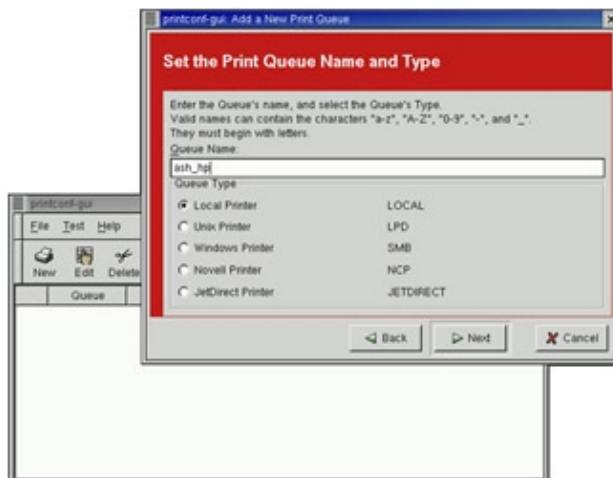 printconf-gui: Add a New Print Queue
Set the Print Queue Name and Type
Enter the Queue's name, and select the Queue's Type.
Valid names can contain the characters "a-z", "A-Z", "0-9", "-", and "_".
They must begin with letters.
Queue Name:
ash_hp
Queue Type
Local Printer LOCAL
Unix Printer LPD
Windows Printer SMB
Novell Printer NCP
JetDirect Printer JETDIRECT
Back Next Cancel
printconf-gui
File Test Help
New Edit Delete
Queue